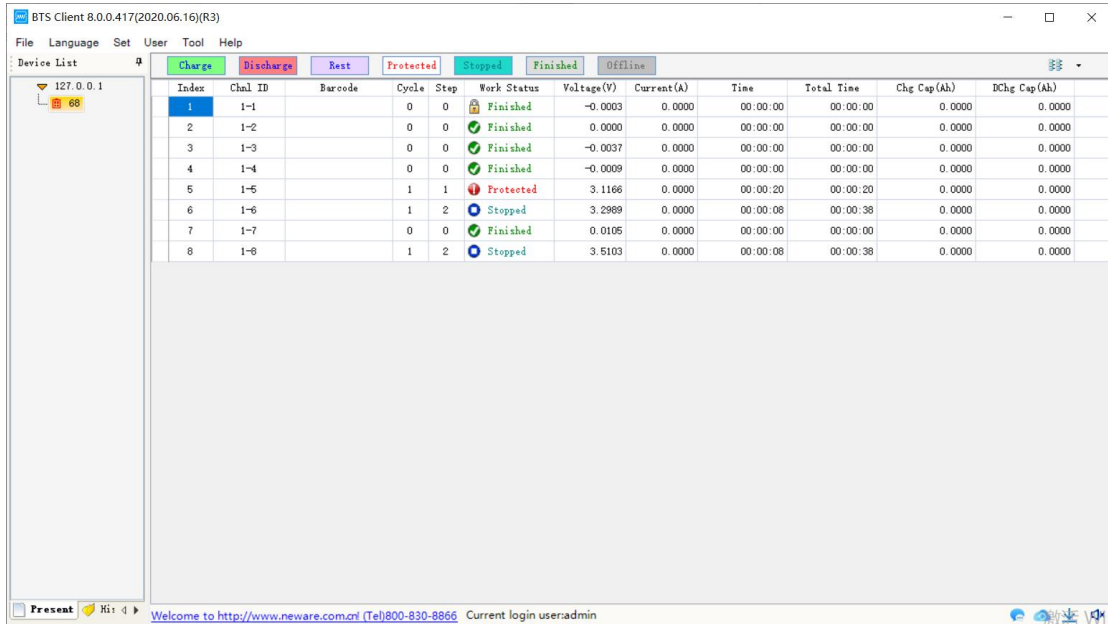 BTS Client 8.0.0.417(2020.06.16)(R3)
File Language Set User Tool Help
Device List
Charge Discharge Rest Protected Stopped Finished Offline
127.0.0.1
68
Index Chnl ID Barcode Cycle Step Work Status Voltage(V) Current(A) Time Total Time Chg Cap(Ah) DChg Cap(Ah)
1 1-1 0 0 Finished -0.0003 0.0000 00:00:00 00:00:00 0.0000 0.0000
2 1-2 0 0 Finished 0.0000 0.0000 00:00:00 00:00:00 0.0000 0.0000
3 1-3 0 0 Finished -0.0037 0.0000 00:00:00 00:00:00 0.0000 0.0000
4 1-4 0 0 Finished -0.0009 0.0000 00:00:00 00:00:00 0.0000 0.0000
5 1-5 1 1 Protected 3.1166 0.0000 00:00:20 00:00:20 0.0000 0.0000
6 1-6 1 2 Stopped 3.2989 0.0000 00:00:08 00:00:38 0.0000 0.0000
7 1-7 0 0 Finished 0.0105 0.0000 00:00:00 00:00:00 0.0000 0.0000
8 1-8 1 2 Stopped 3.5103 0.0000 00:00:08 00:00:38 0.0000 0.0000
Present His
Welcome to http://www.neware.com.cn! (Tel)800-830-8866 Current login user:admin